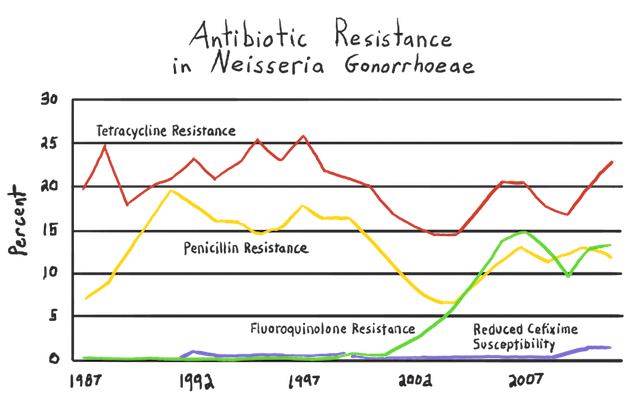 Antibiotic Resistance
in Neisseria Gonorrhoeae
30
Tetracycline Resistance
25
20
Percent
15
Penicillin Resistance
10
5
Fluoroquinolone Resistance
Reduced Cefixime
Susceptibility
0
1987 1992 1997 2002 2007